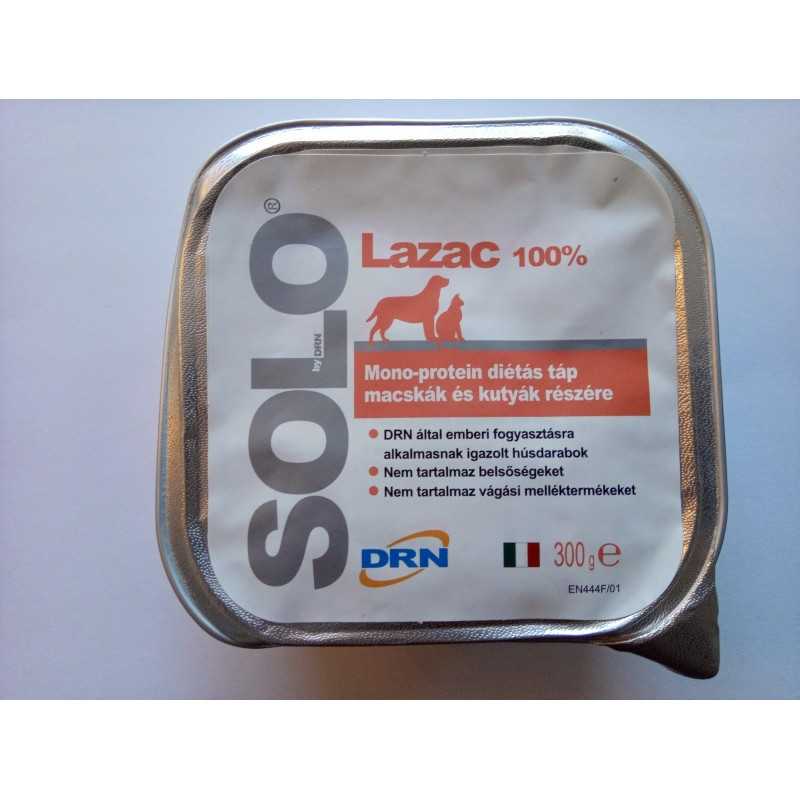 SOLO®
by DRN
Lazac 100%
Mono-protein diétás táp
macskák és kutyák részére
• DRN által emberi fogyasztásra
alkalmasnak igazolt húsdarabok
• Nem tartalmaz belsőségeket
• Nem tartalmaz vágási melléktermékeket
DRN
300 g ℮
EN444F/01